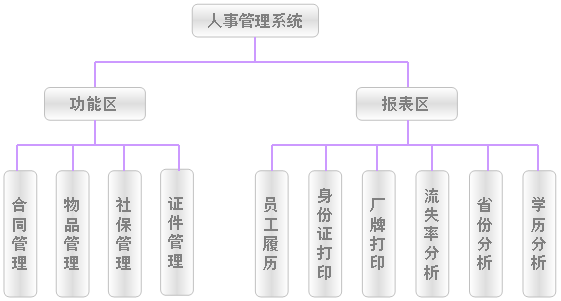 人事管理系统
功能区
报表区
合同管理
物品管理
社保管理
证件管理
员工履历
身份证打印
厂牌打印
流失率分析
省份分析
学历分析